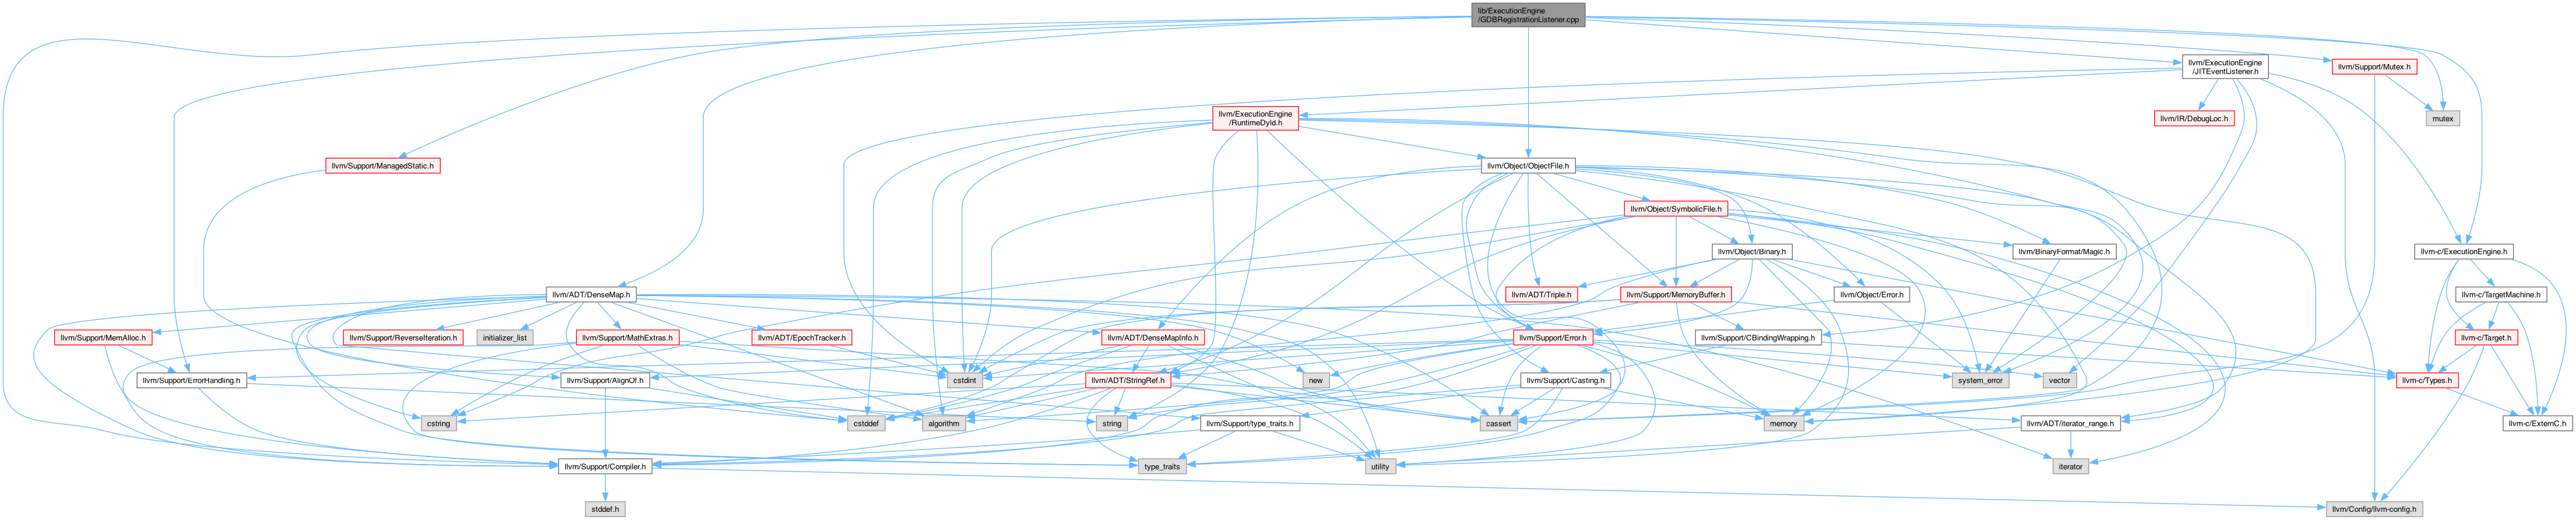 lib/ExecutionEngine
/GDBRegistrationListener.cpp
llvm/ExecutionEngine
/JITEventListener.h
llvm/Support/Mutex.h
llvm/ExecutionEngine
/RuntimeDyld.h
llvm/IR/DebugLoc.h
mutex
llvm/Support/ManagedStatic.h
llvm/Object/ObjectFile.h
llvm/Object/SymbolicFile.h
llvm/Object/Binary.h
llvm/BinaryFormat/Magic.h
llvm-c/ExecutionEngine.h
llvm/ADT/DenseMap.h
llvm/ADT/Triple.h
llvm/Support/MemoryBuffer.h
llvm/Object/Error.h
llvm-c/TargetMachine.h
llvm/Support/MemAlloc.h
llvm/Support/ReverseIteration.h
initializer_list
llvm/Support/MathExtras.h
llvm/ADT/EpochTracker.h
llvm/ADT/DenseMapInfo.h
llvm/Support/Error.h
llvm/Support/CBindingWrapping.h
llvm-c/Target.h
llvm/Support/ErrorHandling.h
llvm/Support/AlignOf.h
cstdint
llvm/ADT/StringRef.h
new
llvm/Support/Casting.h
system_error
vector
llvm-c/Types.h
cstring
cstddef
algorithm
string
llvm/Support/type_traits.h
cassert
memory
llvm/ADT/iterator_range.h
llvm-c/ExternC.h
llvm/Support/Compiler.h
type_traits
utility
iterator
stddef.h
llvm/Config/llvm-config.h